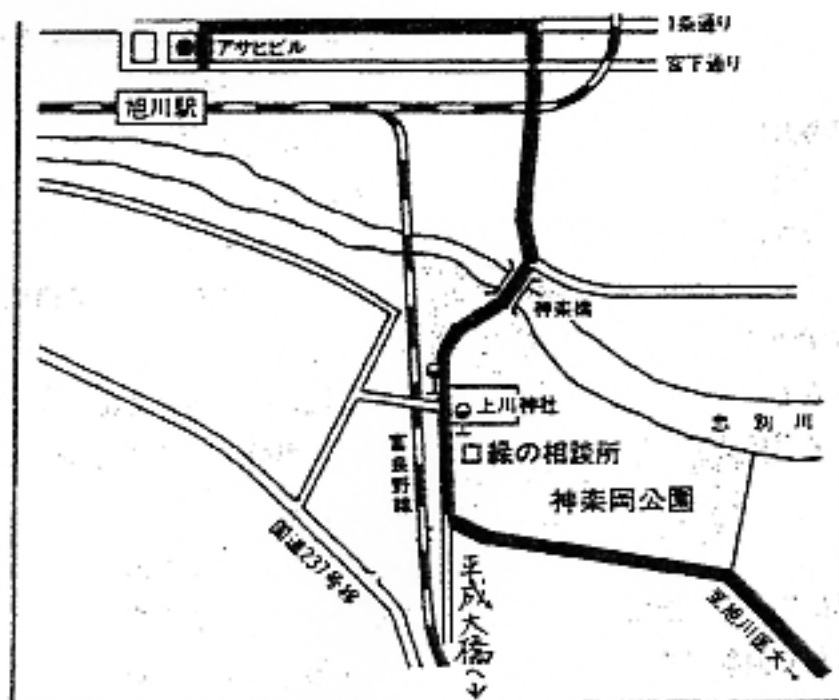 1条通り
アサヒビル
宮下通り
旭川駅
神楽橋
上川神社
忠別川
緑の相談所
富良野線
神楽岡公園
国道237号線
平成大橋へ
至旭川医大